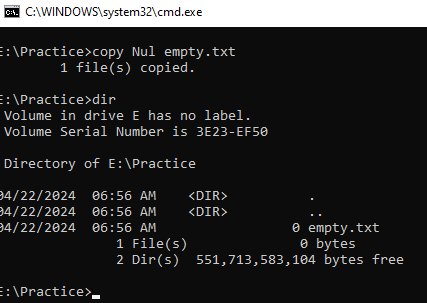 C:\WINDOWS\system32\cmd.exe
E:\Practice>copy Nul empty.txt
1 file(s) copied.
E:\Practice>dir
Volume in drive E has no label.
Volume Serial Number is 3E23-EF50
Directory of E:\Practice
04/22/2024  06:56 AM    <DIR>          .
04/22/2024  06:56 AM    <DIR>          ..
04/22/2024  06:56 AM                 0 empty.txt
1 File(s)              0 bytes
2 Dir(s)  551,713,583,104 bytes free
E:\Practice>